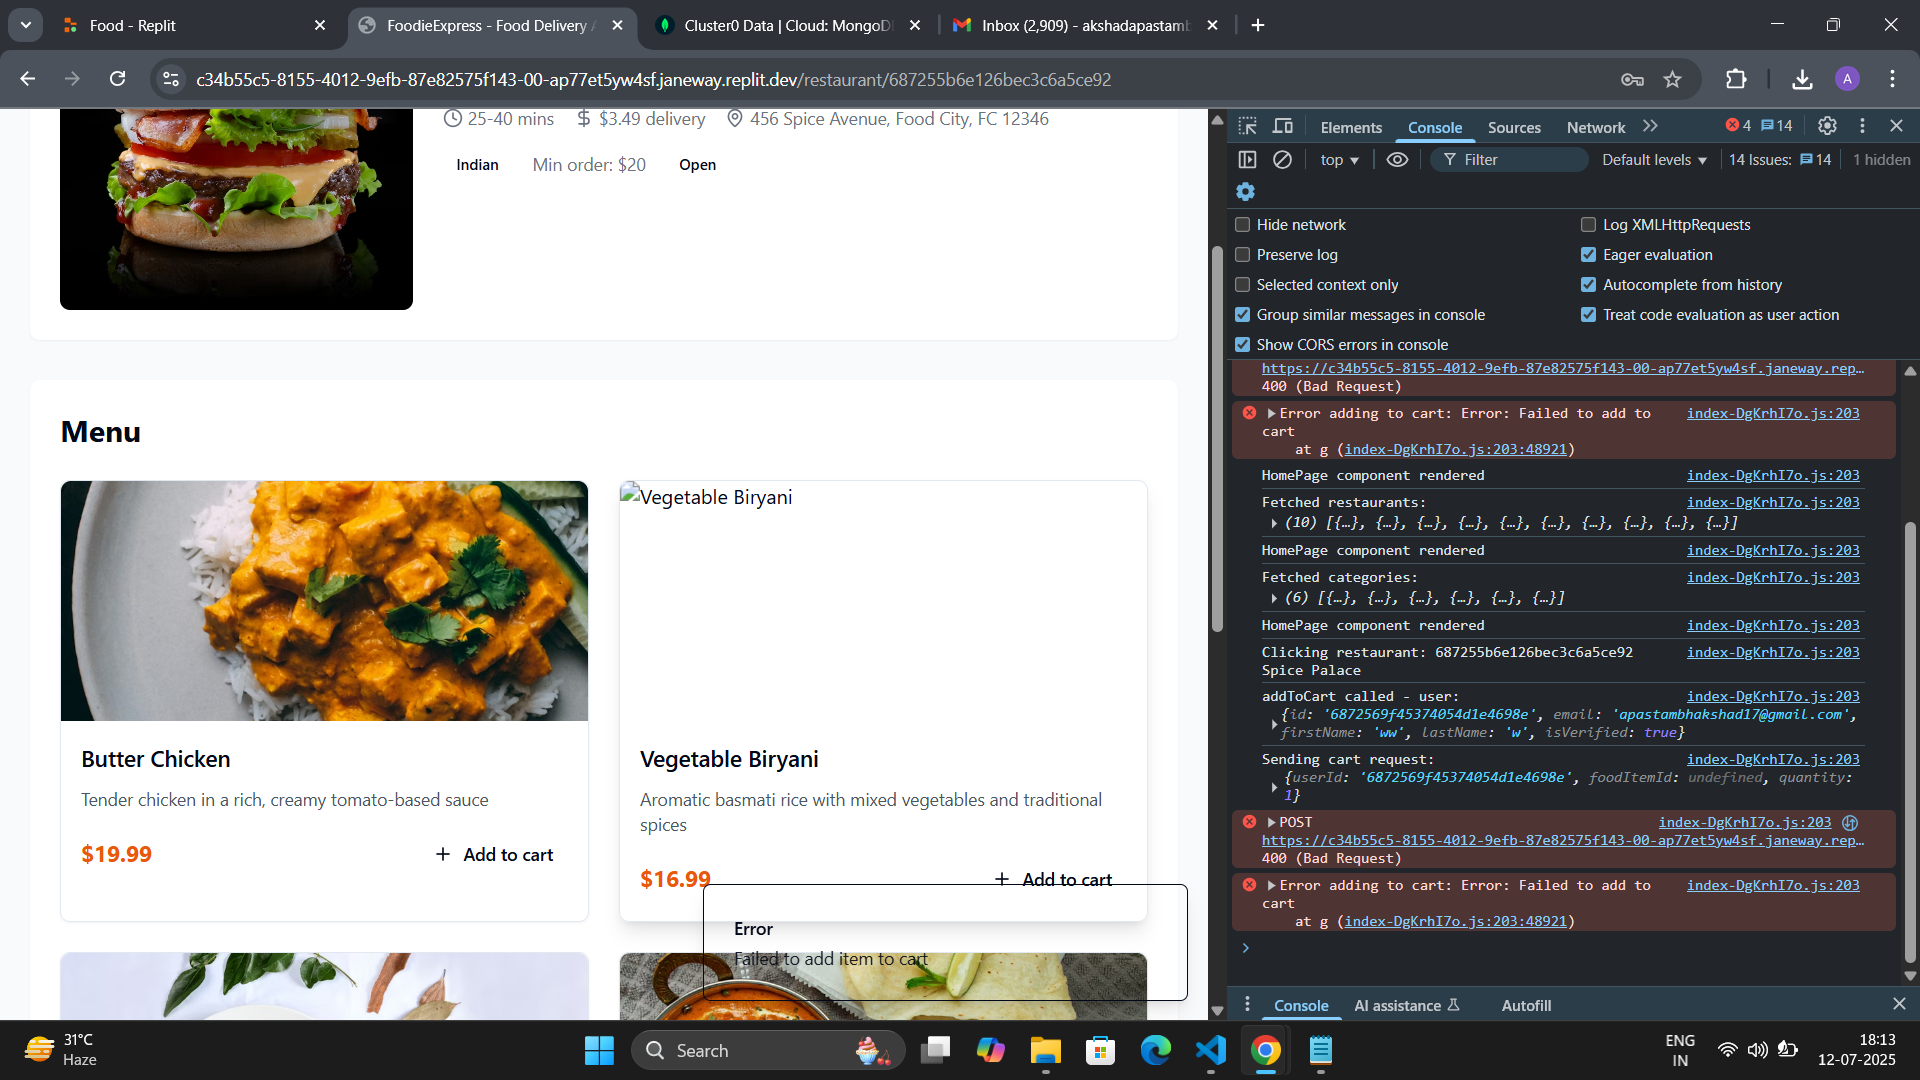 Food - Replit
FoodieExpress - Food Delivery A
Cluster0 Data | Cloud: MongoDB
Inbox (2,909) - akshadapastamb
c34b55c5-8155-4012-9efb-87e82575f143-00-ap77et5yw4sf.janeway.replit.dev/restaurant/687255b6e126bec3c6a5ce92
A
25-40 mins
$3.49 delivery
456 Spice Avenue, Food City, FC 12346
Indian
Min order: $20
Open
Menu
Vegetable Biryani
Butter Chicken
Tender chicken in a rich, creamy tomato-based sauce
$19.99
Add to cart
Vegetable Biryani
Aromatic basmati rice with mixed vegetables and traditional
spices
$16.99
Add to cart
Error
Failed to add item to cart
Elements
Console
Sources
Network
4
14
top
Filter
Default levels
14 Issues:
14
1 hidden
Hide network
Log XMLHttpRequests
Preserve log
Eager evaluation
Selected context only
Autocomplete from history
Group similar messages in console
Treat code evaluation as user action
Show CORS errors in console
https://c34b55c5-8155-4012-9efb-87e82575f143-00-ap77et5yw4sf.janeway.rep…
400 (Bad Request)
Error adding to cart: Error: Failed to add to index-DgKrhI7o.js:203
cart
at g (index-DgKrhI7o.js:203:48921)
HomePage component rendered index-DgKrhI7o.js:203
Fetched restaurants: index-DgKrhI7o.js:203
(10) [{…}, {…}, {…}, {…}, {…}, {…}, {…}, {…}, {…}, {…}]
HomePage component rendered index-DgKrhI7o.js:203
Fetched categories: index-DgKrhI7o.js:203
(6) [{…}, {…}, {…}, {…}, {…}, {…}]
HomePage component rendered index-DgKrhI7o.js:203
Clicking restaurant: 687255b6e126bec3c6a5ce92 index-DgKrhI7o.js:203
Spice Palace
addToCart called - user: index-DgKrhI7o.js:203
{id: '6872569f45374054d1e4698e', email: 'apastambhakshad17@gmail.com',
firstName: 'ww', lastName: 'w', isVerified: true}
Sending cart request: index-DgKrhI7o.js:203
{userId: '6872569f45374054d1e4698e', foodItemId: undefined, quantity:
1}
POST index-DgKrhI7o.js:203
https://c34b55c5-8155-4012-9efb-87e82575f143-00-ap77et5yw4sf.janeway.rep…
400 (Bad Request)
Error adding to cart: Error: Failed to add to index-DgKrhI7o.js:203
cart
at g (index-DgKrhI7o.js:203:48921)
Console
AI assistance
Autofill
31°C
Haze
Search
ENG
IN
18:13
12-07-2025